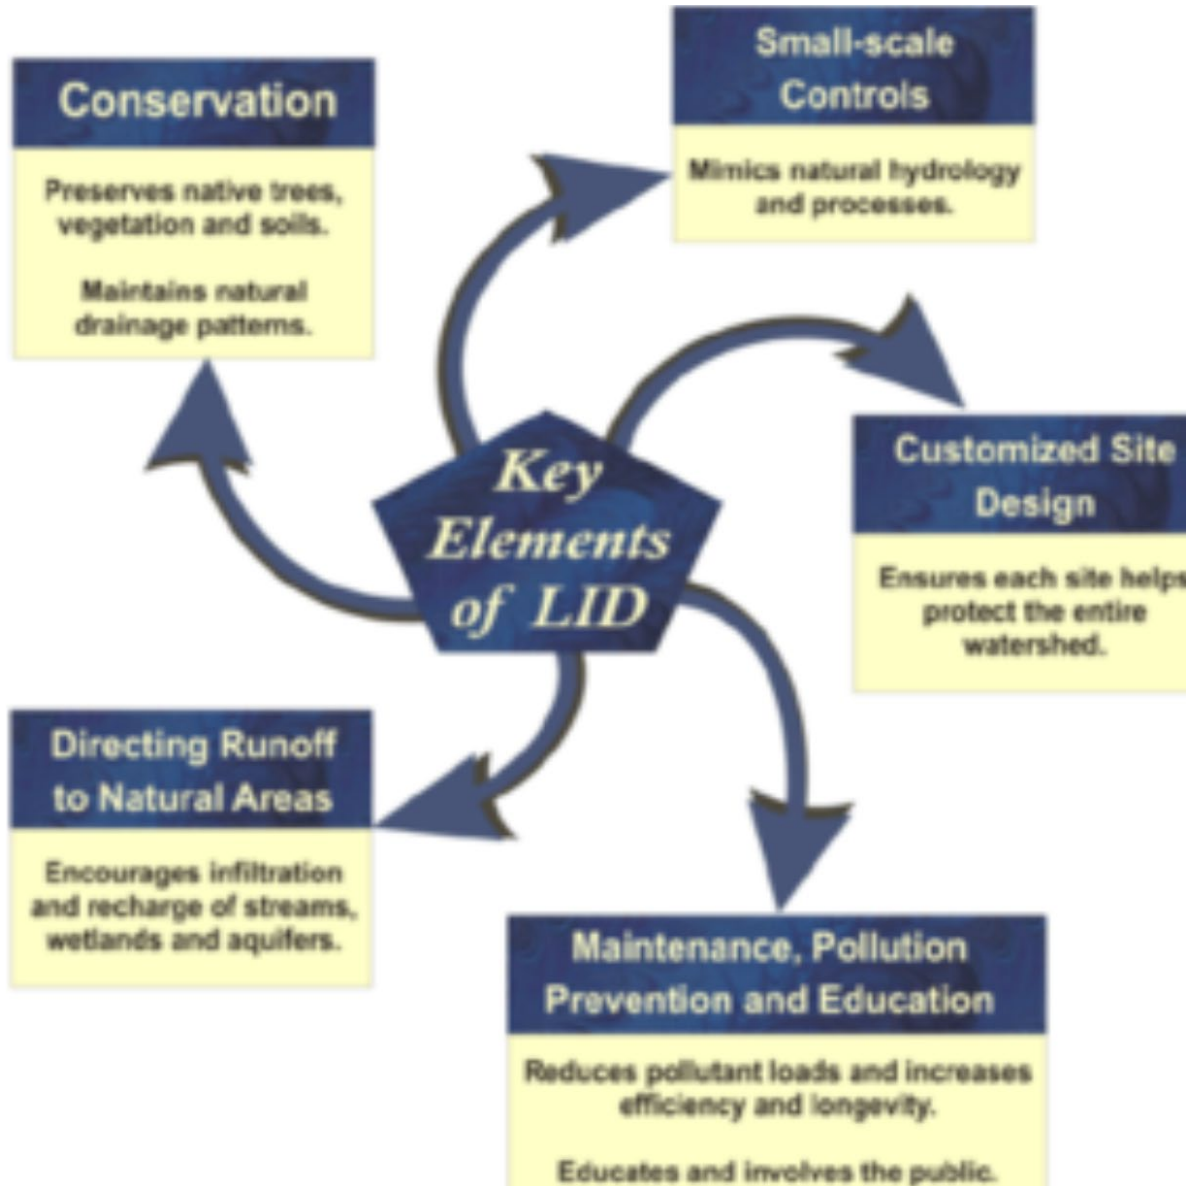 Conservation
Preserves native trees,
vegetation and soils.
Maintains natural
drainage patterns.
Small-scale
Controls
Mimics natural hydrology
and processes.
Customized Site
Design
Ensures each site helps
protect the entire
watershed.
Key
Elements
of LID
Directing Runoff
to Natural Areas
Encourages infiltration
and recharge of streams,
wetlands and aquifers.
Maintenance, Pollution
Prevention and Education
Reduces pollutant loads and increases
efficiency and longevity.
Educates and involves the public.